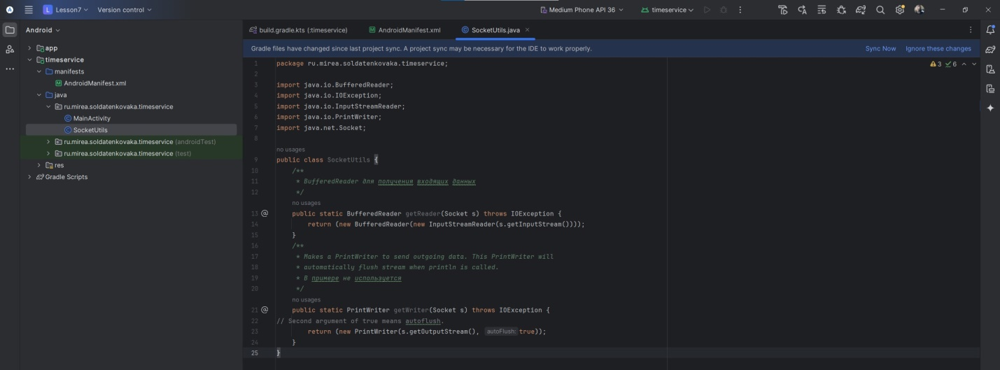 Lesson7 Version control Medium Phone API 36 timeservice
Android
build.gradle.kts (:timeservice) AndroidManifest.xml SocketUtils.java
Gradle files have changed since last project sync. A project sync may be necessary for the IDE to work properly. Sync Now Ignore these changes
app
timeservice
manifests
AndroidManifest.xml
java
ru.mirea.soldatenkovaka.timeservice
MainActivity
SocketUtils
ru.mirea.soldatenkovaka.timeservice (androidTest)
ru.mirea.soldatenkovaka.timeservice (test)
res
Gradle Scripts
3 6
1 package ru.mirea.soldatenkovaka.timeservice;
2
3 import java.io.BufferedReader;
4 import java.io.IOException;
5 import java.io.InputStreamReader;
6 import java.io.PrintWriter;
7 import java.net.Socket;
8
no usages
9 public class SocketUtils {
10 /**
11 * BufferedReader для получения входящих данных
12 */
no usages
13 public static BufferedReader getReader(Socket s) throws IOException {
14 return (new BufferedReader(new InputStreamReader(s.getInputStream())));
15 }
16 /**
17 * Makes a PrintWriter to send outgoing data. This PrintWriter will
18 * automatically flush stream when println is called.
19 * В примере не используется
20 */
no usages
21 public static PrintWriter getWriter(Socket s) throws IOException {
22 // Second argument of true means autoflush.
23 return (new PrintWriter(s.getOutputStream(), autoFlush: true));
24 }
25 }